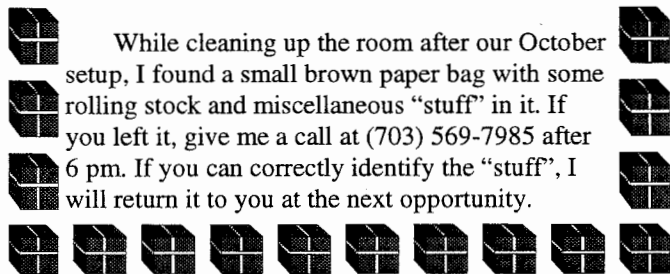 While cleaning up the room after our October
setup, I found a small brown paper bag with some
rolling stock and miscellaneous “stuff” in it. If
you left it, give me a call at (703) 569-7985 after
6 pm. If you can correctly identify the “stuff”, I
will return it to you at the next opportunity.